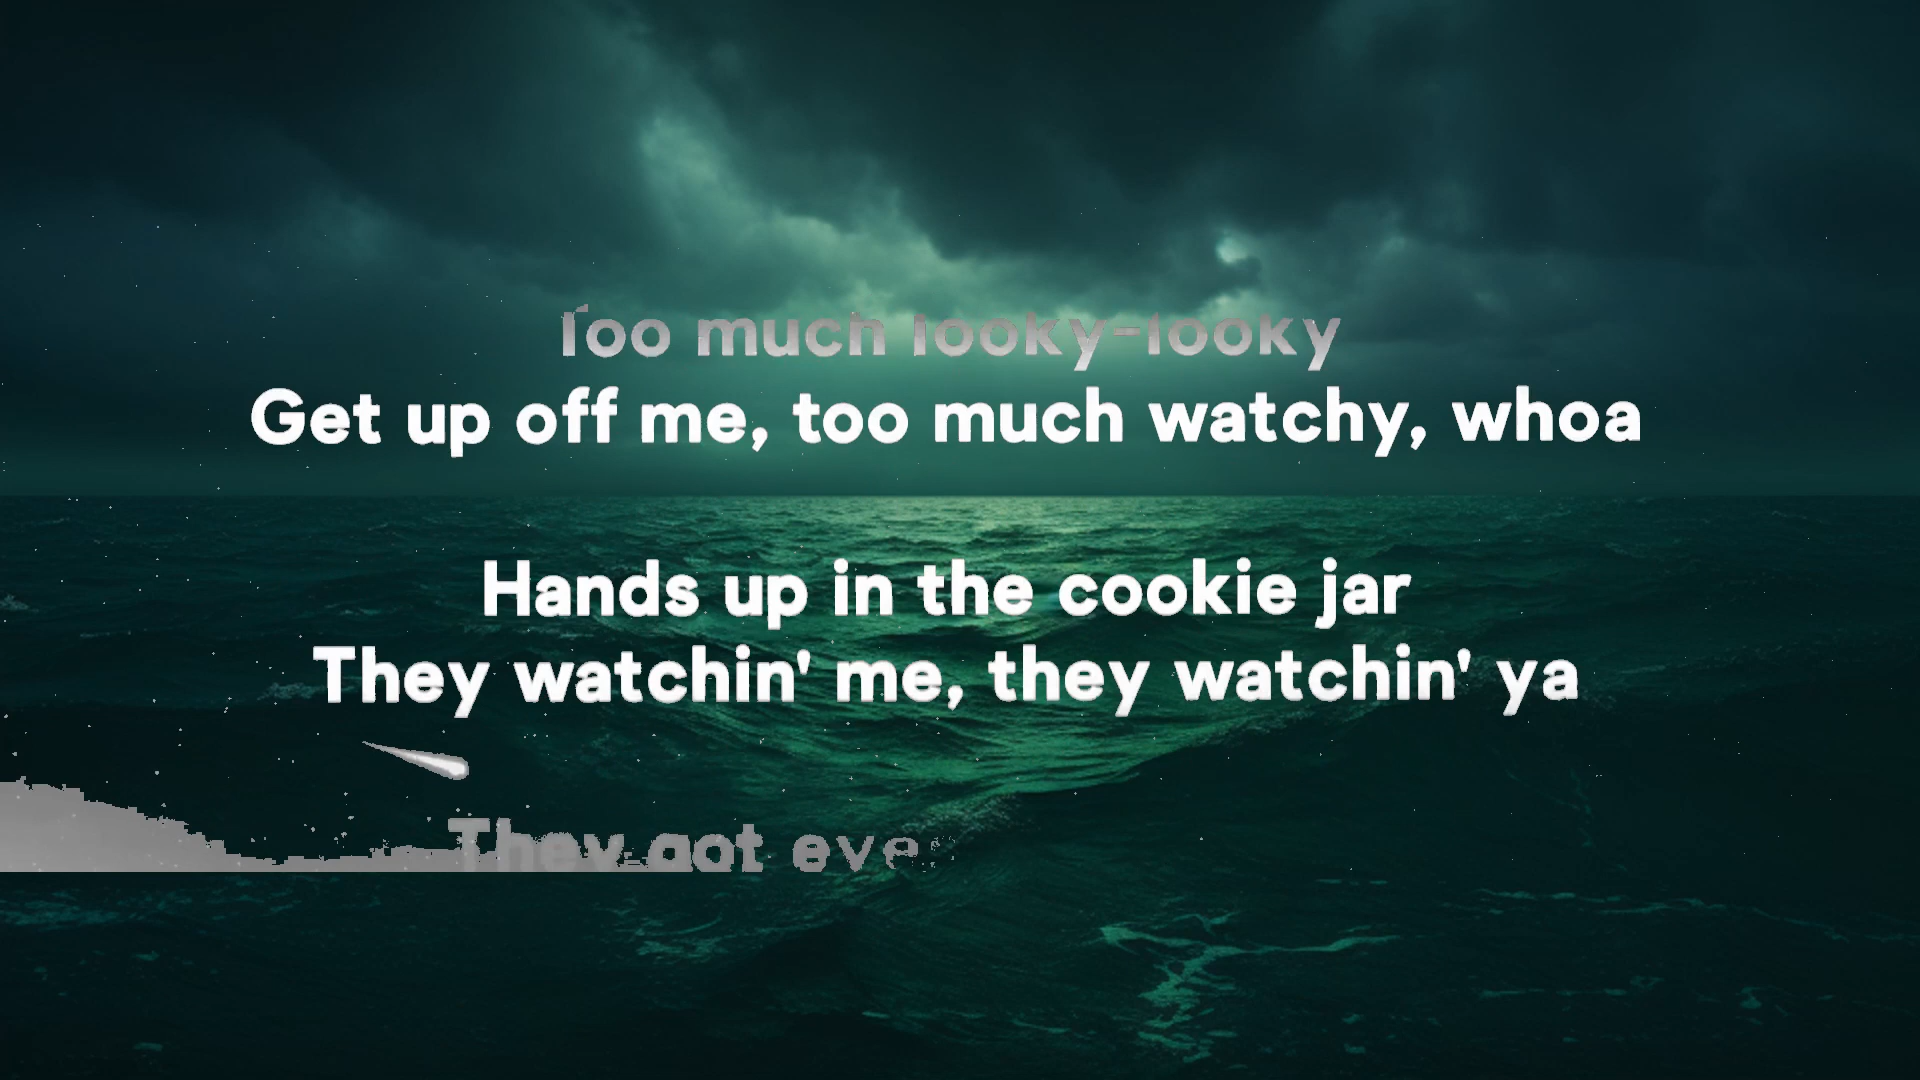 Too much looky-looky
Get up off me, too much watchy, whoa
Hands up in the cookie jar
They watchin' me, they watchin' ya
They got